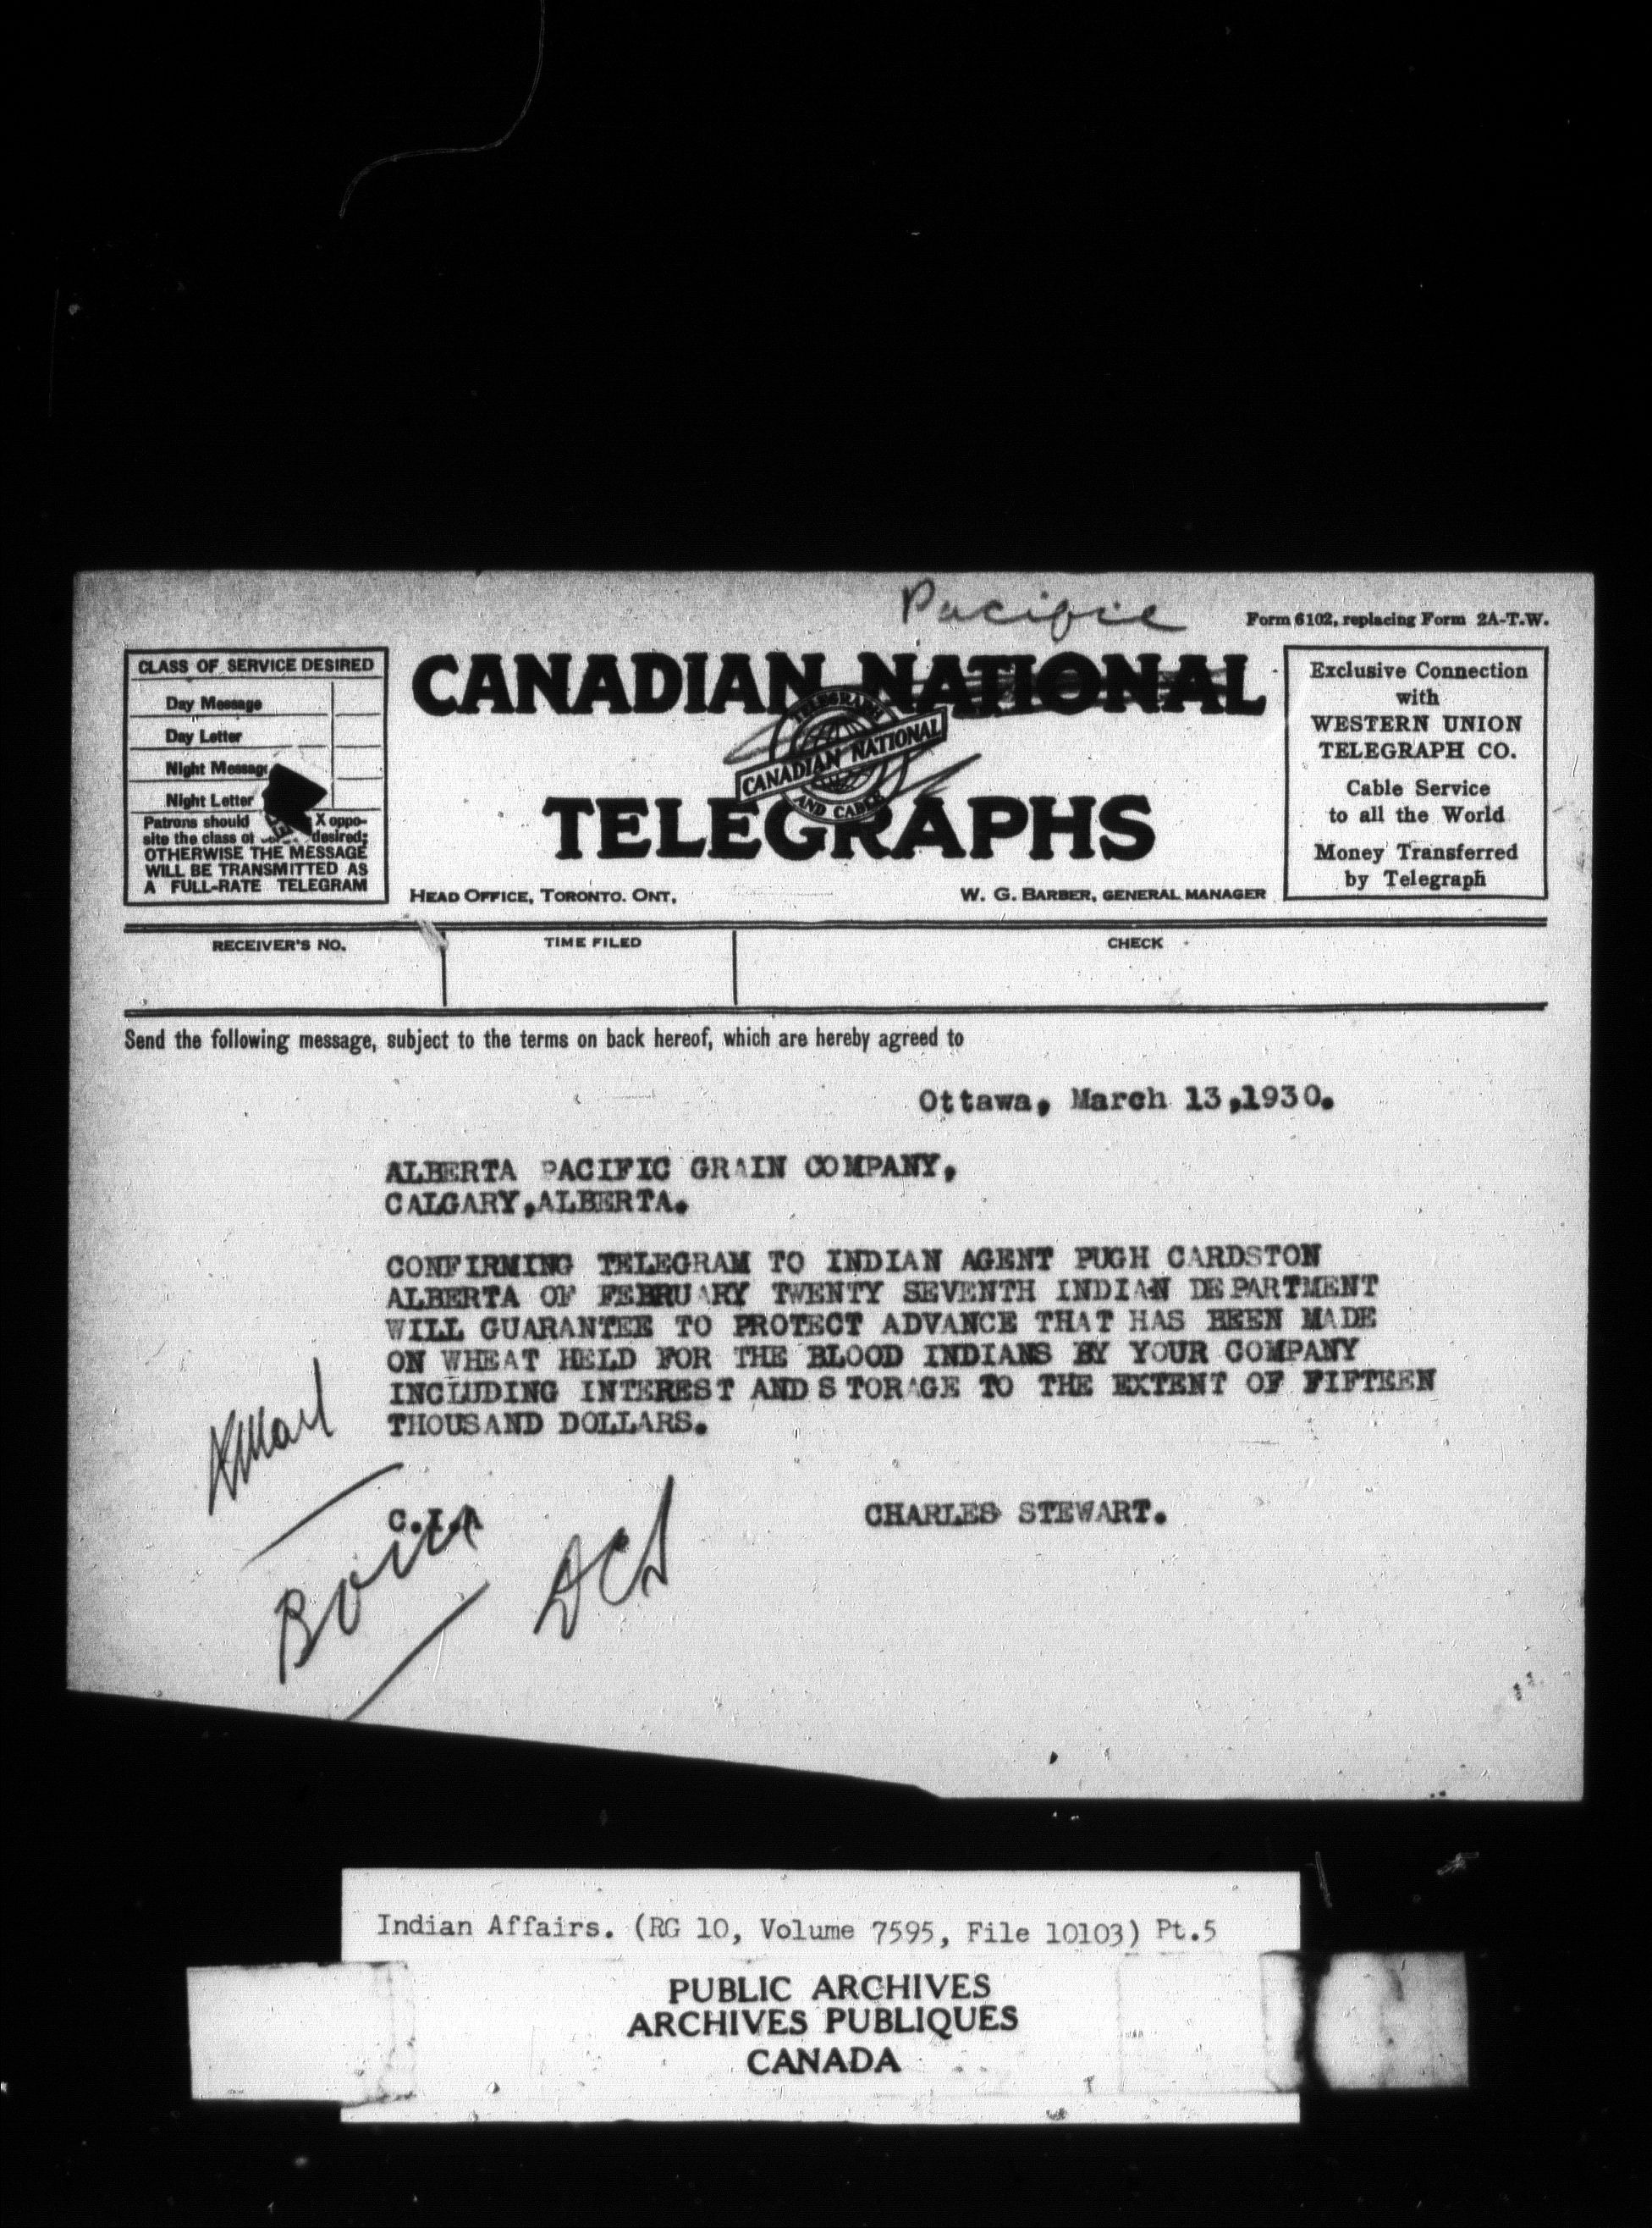 Pacific
Form 6102, replacing Form 2A-T.W.
CLASS OF SERVICE DESIRED
Day Message
Day Letter
Night Message
Night Letter
Patrons should X oppo-
site the class of desired;
OTHERWISE THE MESSAGE
WILL BE TRANSMITTED AS
A FULL-RATE TELEGRAM
CANADIAN NATIONAL
TELEGRAPH
CANADIAN NATIONAL
AND CABLE
TELEGRAPHS
HEAD OFFICE, TORONTO. ONT.
W. G. BARBER, GENERAL MANAGER
Exclusive Connection
with
WESTERN UNION
TELEGRAPH CO.
Cable Service
to all the World
Money Transferred
by Telegraph
RECEIVER'S NO.
TIME FILED
CHECK
Send the following message, subject to the terms on back hereof, which are hereby agreed to
Ottawa, March 13,1930.
ALBERTA PACIFIC GRAIN COMPANY,
CALGARY,ALBERTA.
CONFIRMING TELEGRAM TO INDIAN AGENT PUGH CARDSTON
ALBERTA OF FEBRUARY TWENTY SEVENTH INDIAN DEPARTMENT
WILL GUARANTEE TO PROTECT ADVANCE THAT HAS BEEN MADE
ON WHEAT HELD FOR THE BLOOD INDIANS BY YOUR COMPANY
INCLUDING INTEREST AND STORAGE TO THE EXTENT OF FIFTEEN
THOUSAND DOLLARS.
C.I.A
CHARLES STEWART.
DCS
Indian Affairs. (RG 10, Volume 7595, File 10103) Pt.5
PUBLIC ARCHIVES
ARCHIVES PUBLIQUES
CANADA